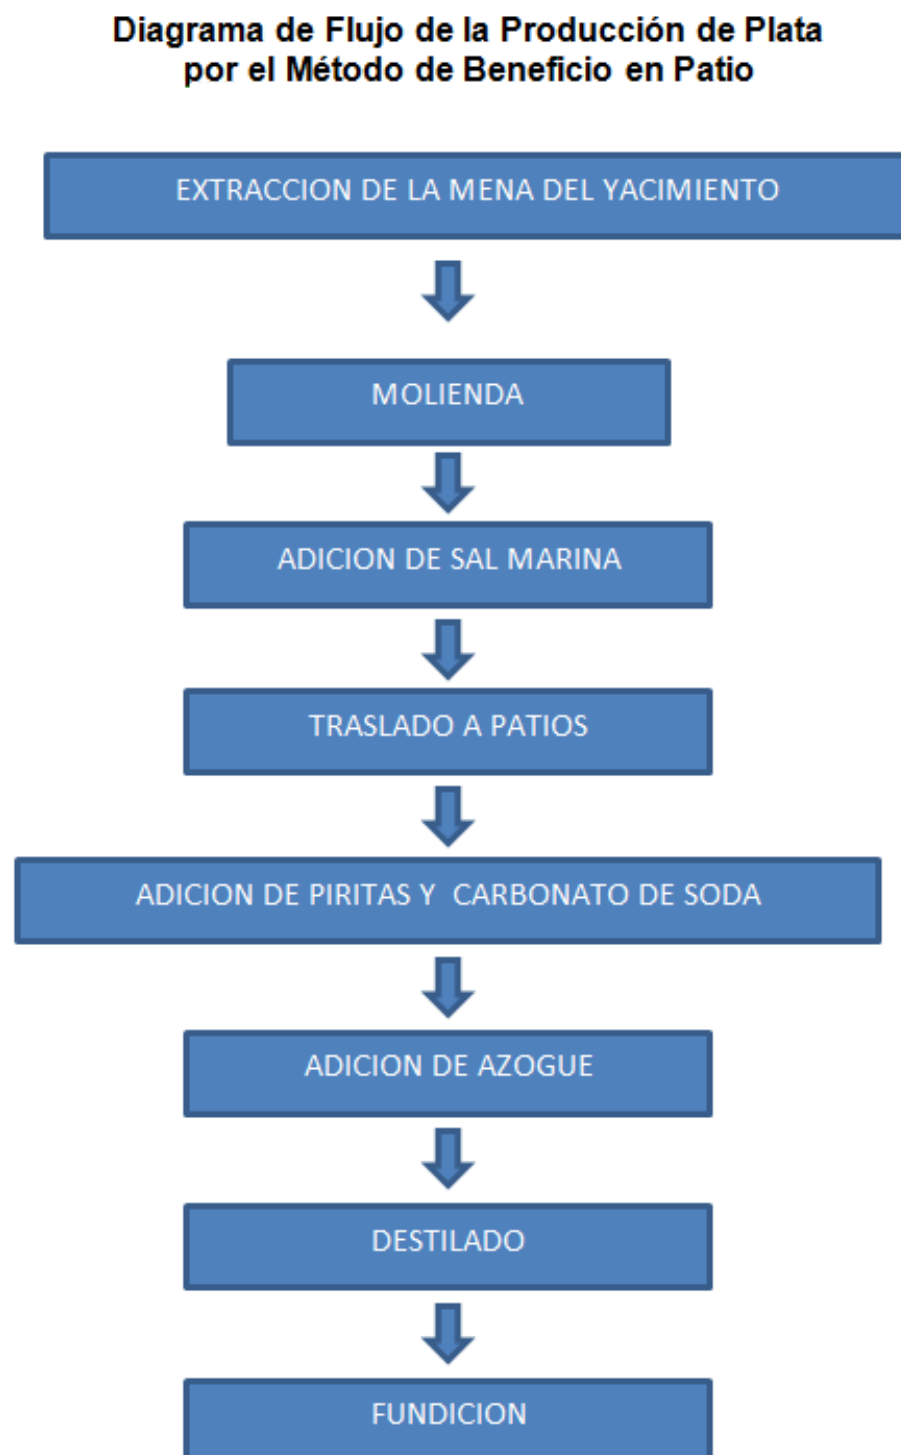 Diagrama de Flujo de la Producción de Plata
por el Método de Beneficio en Patio
EXTRACCION DE LA MENA DEL YACIMIENTO
MOLIENDA
ADICION DE SAL MARINA
TRASLADO A PATIOS
ADICION DE PIRITAS Y  CARBONATO DE SODA
ADICION DE AZOGUE
DESTILADO
FUNDICION